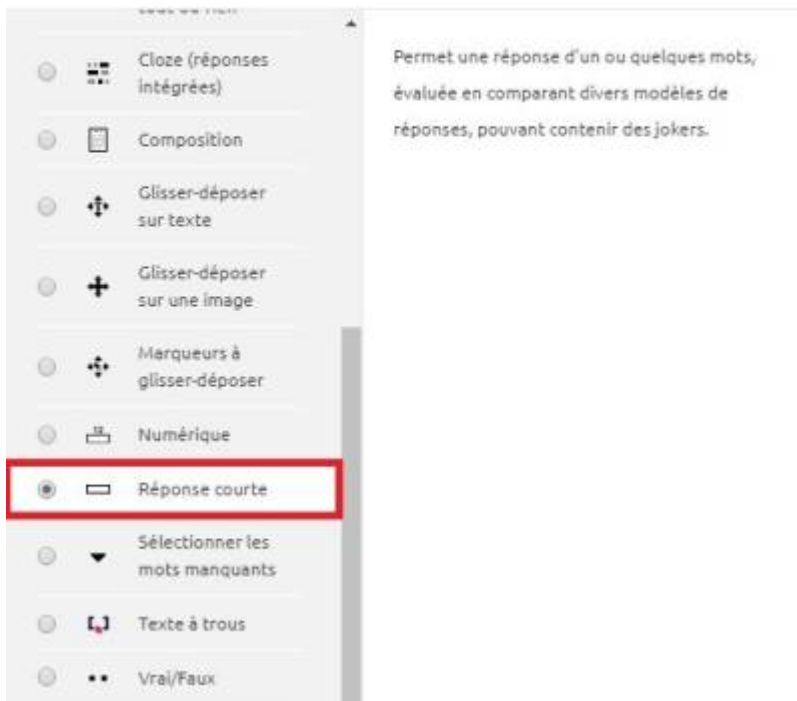 Cloze (réponses
intégrées)
Composition
Glisser-déposer
sur texte
Glisser-déposer
sur une image
Marqueurs à
glisser-déposer
Numérique
Réponse courte
Sélectionner les
mots manquants
Texte à trous
Vrai/Faux
Permet une réponse d'un ou quelques mots,
évaluée en comparant divers modèles de
réponses, pouvant contenir des jokers.